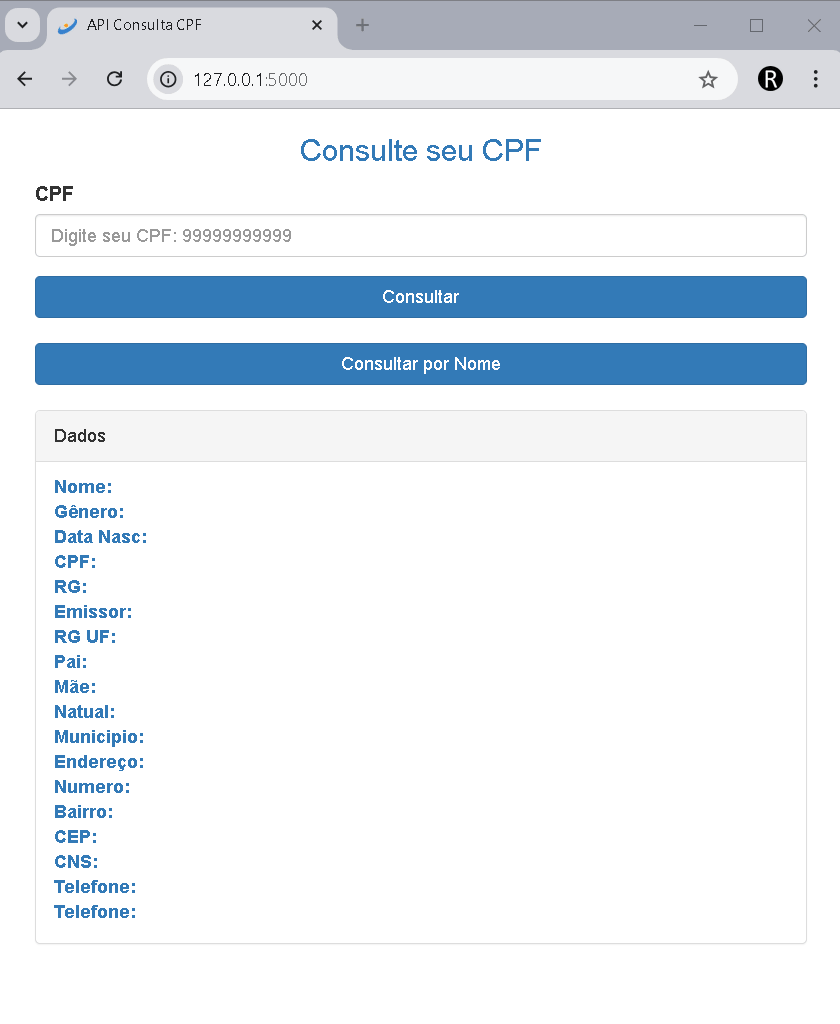 API Consulta CPF
127.0.0.1:5000
R
Consulte seu CPF
CPF
Digite seu CPF: 99999999999
Consultar
Consultar por Nome
Dados
Nome:
Gênero:
Data Nasc:
CPF:
RG:
Emissor:
RG UF:
Pai:
Mãe:
Natual:
Municipio:
Endereço:
Numero:
Bairro:
CEP:
CNS:
Telefone:
Telefone: